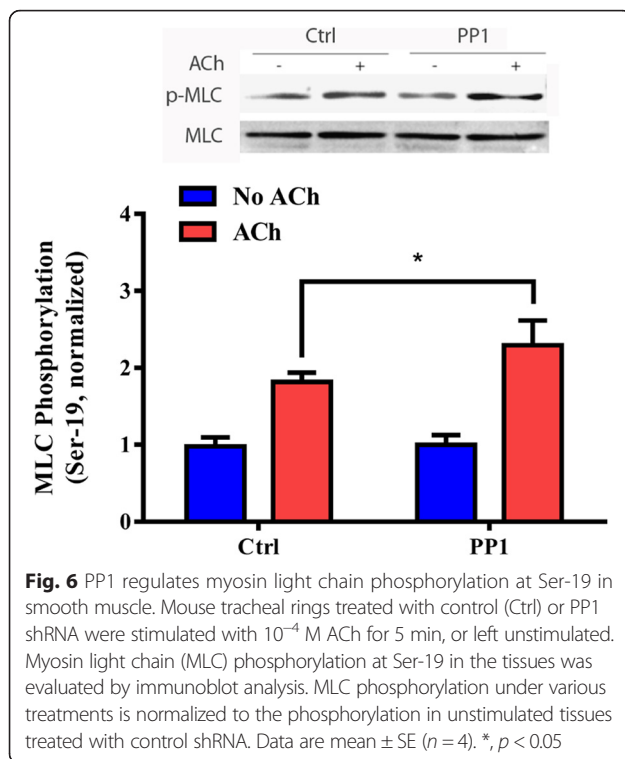 Ctrl PP1
ACh - + - +
p-MLC
MLC
No ACh
ACh
4
*
3
2
1
0
MLC Phosphorylation
(Ser-19, normalized)
Ctrl PP1
Fig. 6 PP1 regulates myosin light chain phosphorylation at Ser-19 in
smooth muscle. Mouse tracheal rings treated with control (Ctrl) or PP1
shRNA were stimulated with 10⁻⁴ M ACh for 5 min, or left unstimulated.
Myosin light chain (MLC) phosphorylation at Ser-19 in the tissues was
evaluated by immunoblot analysis. MLC phosphorylation under various
treatments is normalized to the phosphorylation in unstimulated tissues
treated with control shRNA. Data are mean ± SE (n = 4). *, p < 0.05